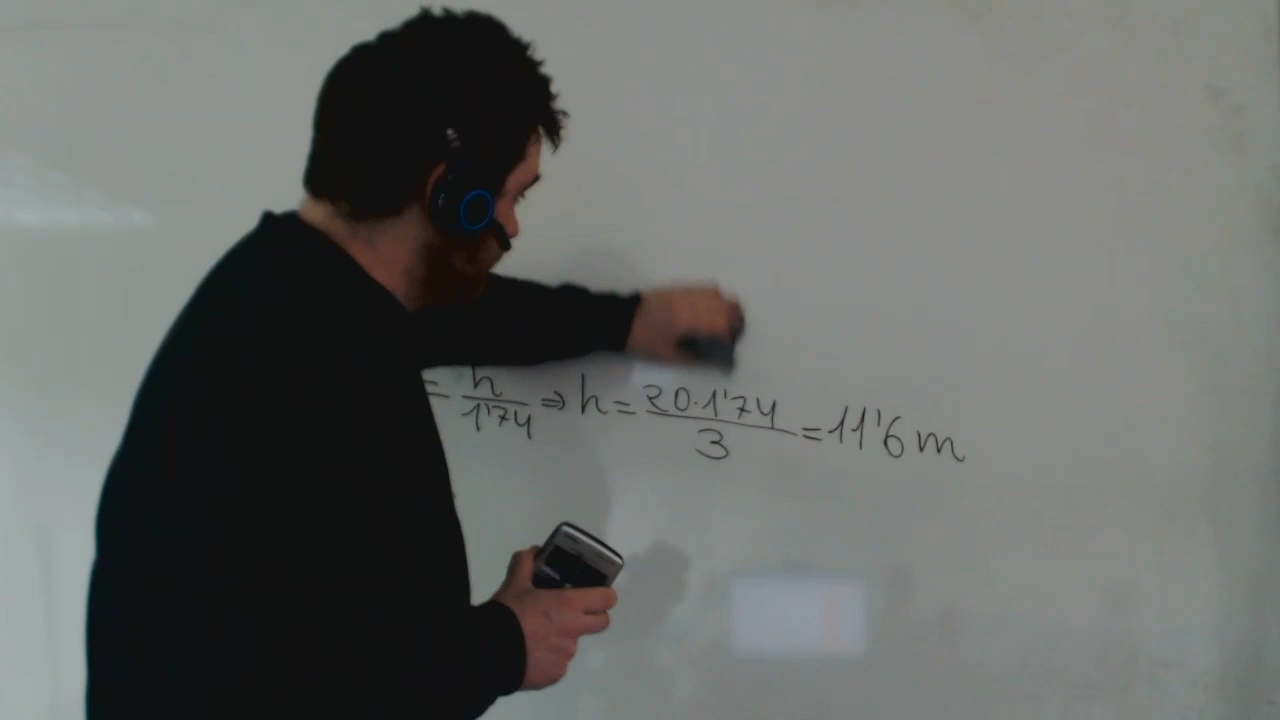 = h/1'74 ⇒ h = 20·1'74/3 = 11'6 m